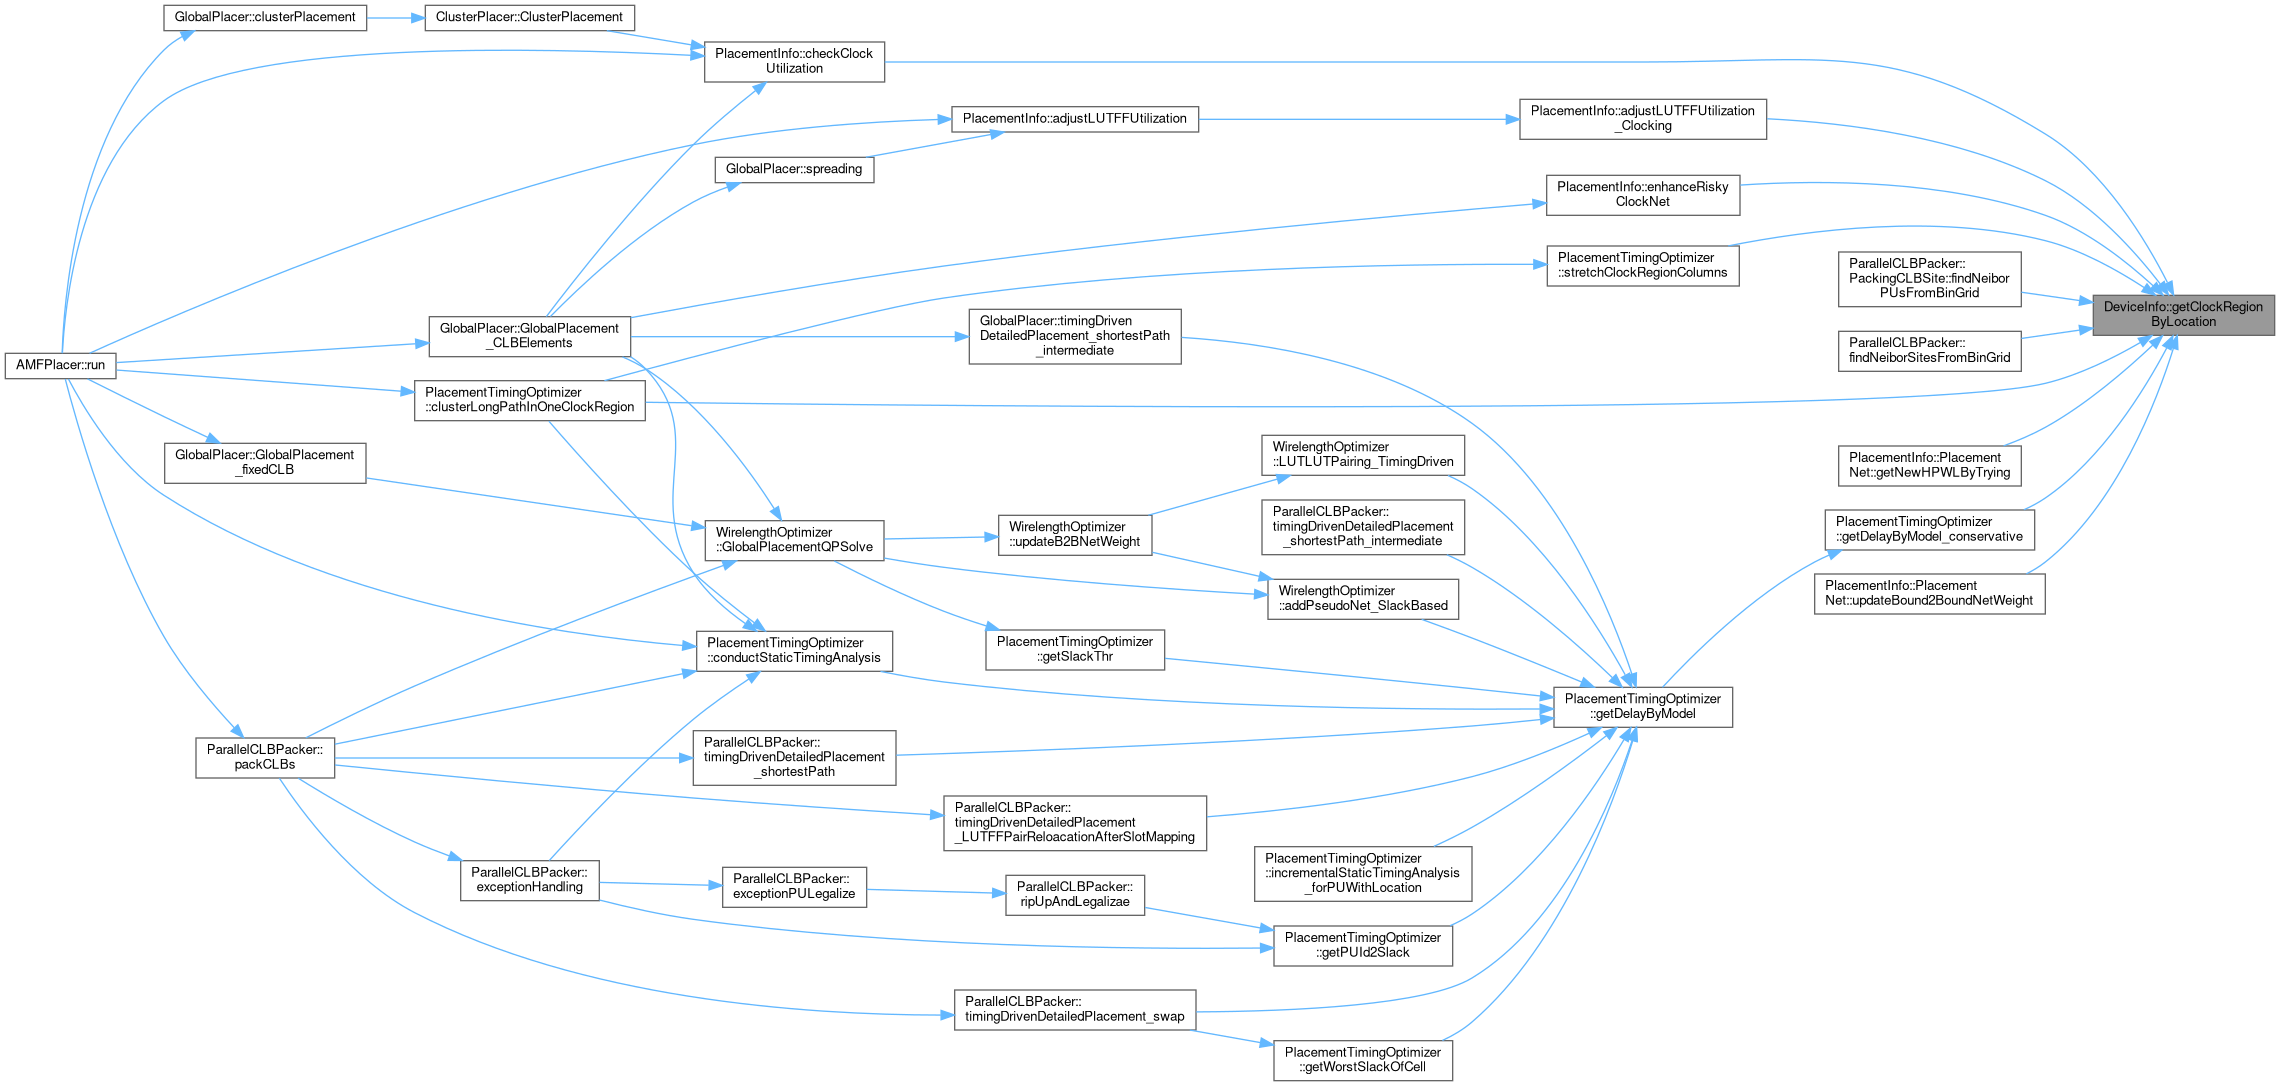 GlobalPlacer::clusterPlacement
ClusterPlacer::ClusterPlacement
PlacementInfo::checkClock
Utilization
PlacementInfo::adjustLUTFFUtilization
PlacementInfo::adjustLUTFFUtilization
_Clocking
GlobalPlacer::spreading
PlacementInfo::enhanceRisky
ClockNet
PlacementTimingOptimizer
::stretchClockRegionColumns
ParallelCLBPacker::
PackingCLBSite::findNeibor
PUsFromBinGrid
DeviceInfo::getClockRegion
ByLocation
GlobalPlacer::GlobalPlacement
_CLBElements
GlobalPlacer::timingDriven
DetailedPlacement_shortestPath
_intermediate
ParallelCLBPacker::
findNeiborSitesFromBinGrid
AMFPlacer::run
PlacementTimingOptimizer
::clusterLongPathInOneClockRegion
GlobalPlacer::GlobalPlacement
_fixedCLB
WirelengthOptimizer
::LUTLUTPairing_TimingDriven
PlacementInfo::Placement
Net::getNewHPWLByTrying
WirelengthOptimizer
::GlobalPlacementQPSolve
WirelengthOptimizer
::updateB2BNetWeight
ParallelCLBPacker::
timingDrivenDetailedPlacement
_shortestPath_intermediate
PlacementTimingOptimizer
::getDelayByModel_conservative
WirelengthOptimizer
::addPseudoNet_SlackBased
PlacementInfo::Placement
Net::updateBound2BoundNetWeight
PlacementTimingOptimizer
::conductStaticTimingAnalysis
PlacementTimingOptimizer
::getSlackThr
PlacementTimingOptimizer
::getDelayByModel
ParallelCLBPacker::
packCLBs
ParallelCLBPacker::
timingDrivenDetailedPlacement
_shortestPath
ParallelCLBPacker::
timingDrivenDetailedPlacement
_LUTFFPairReloacationAfterSlotMapping
PlacementTimingOptimizer
::incrementalStaticTimingAnalysis
_forPUWithLocation
ParallelCLBPacker::
exceptionHandling
ParallelCLBPacker::
exceptionPULegalize
ParallelCLBPacker::
ripUpAndLegalizae
PlacementTimingOptimizer
::getPUId2Slack
ParallelCLBPacker::
timingDrivenDetailedPlacement_swap
PlacementTimingOptimizer
::getWorstSlackOfCell